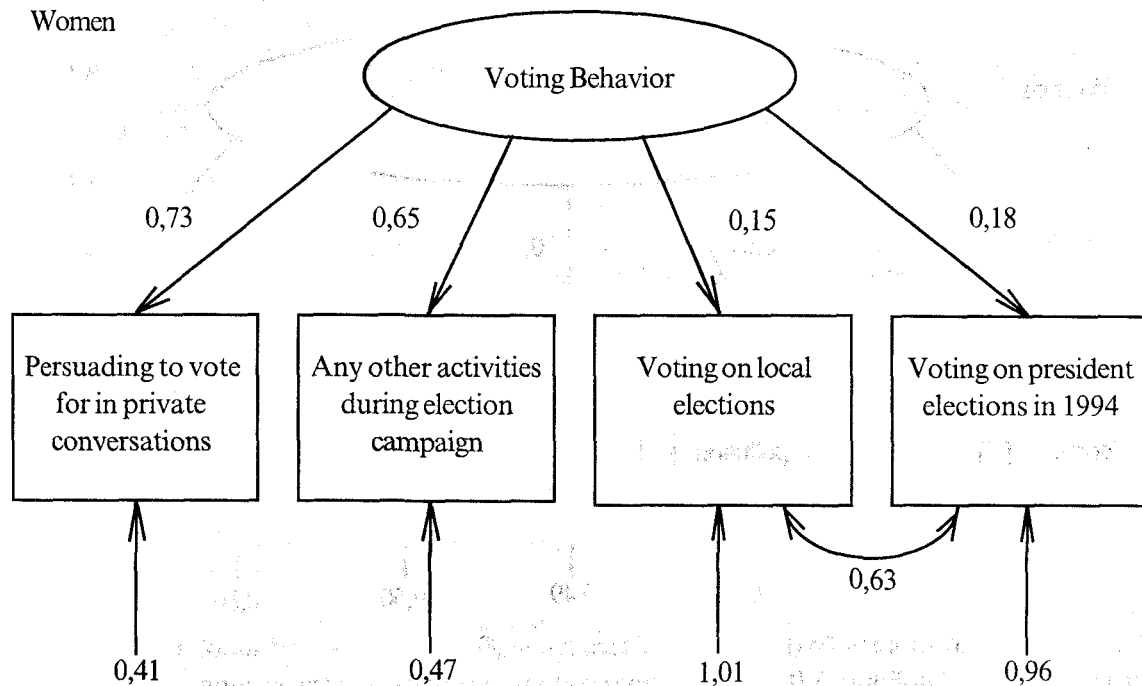 Women
Voting Behavior
0,73
0,65
0,15
0,18
Persuading to vote
for in private
conversations
Any other activities
during election
campaign
Voting on local
elections
Voting on president
elections in 1994
0,63
0,41
0,47
1,01
0,96